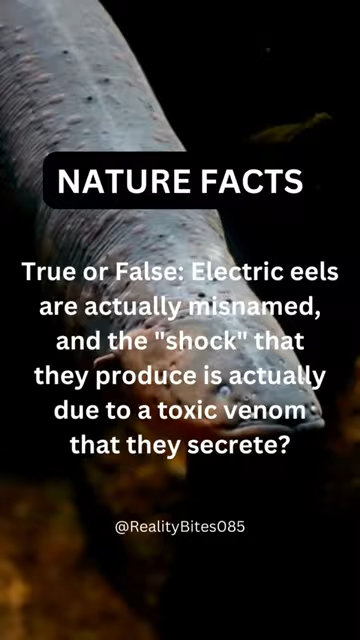 NATURE FACTS
True or False: Electric eels
are actually misnamed,
and the "shock" that
they produce is actually
due to a toxic venom
that they secrete?
@RealityBites085